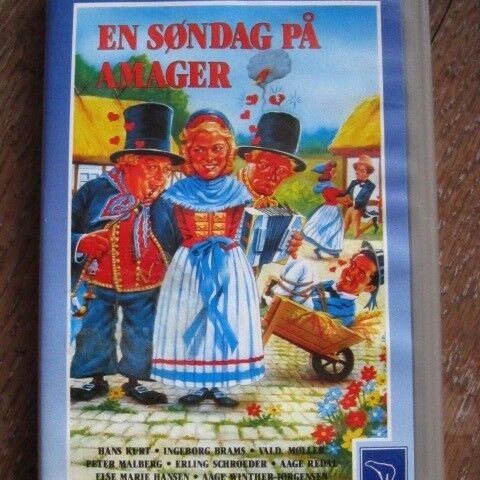 EN SØNDAG PÅ
AMAGER
HANS KURT • INGEBORG BRAMS • VALD. MØLLER
PETER MALBERG • ERLING SCHROEDER • AAGE REDAL
ELSE MARIE HANSEN • AAGE WINTHER-JØRGENSEN